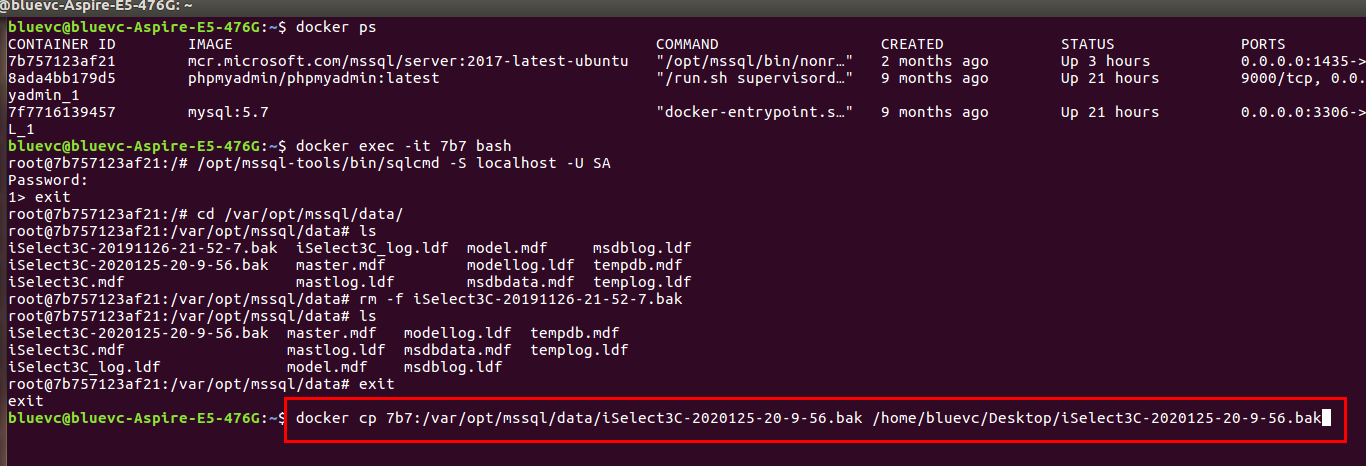 @bluevc-Aspire-E5-476G: ~
bluevc@bluevc-Aspire-E5-476G:~$ docker ps
CONTAINER ID        IMAGE                                               COMMAND                  CREATED             STATUS              PORTS
7b757123af21        mcr.microsoft.com/mssql/server:2017-latest-ubuntu   "/opt/mssql/bin/nonr…"   2 months ago        Up 3 hours          0.0.0.0:1435->
8ada4bb179d5        phpmyadmin/phpmyadmin:latest                        "/run.sh supervisord…"   9 months ago        Up 21 hours         9000/tcp, 0.0.
yadmin_1
7f7716139457        mysql:5.7                                           "docker-entrypoint.s…"   9 months ago        Up 21 hours         0.0.0.0:3306->
L_1
bluevc@bluevc-Aspire-E5-476G:~$ docker exec -it 7b7 bash
root@7b757123af21:/# /opt/mssql-tools/bin/sqlcmd -S localhost -U SA
Password:
1> exit
root@7b757123af21:/# cd /var/opt/mssql/data/
root@7b757123af21:/var/opt/mssql/data# ls
iSelect3C-20191126-21-52-7.bak  iSelect3C_log.ldf  model.mdf     msdblog.ldf
iSelect3C-2020125-20-9-56.bak   master.mdf         modellog.ldf  tempdb.mdf
iSelect3C.mdf                   mastlog.ldf        msdbdata.mdf  templog.ldf
root@7b757123af21:/var/opt/mssql/data# rm -f iSelect3C-20191126-21-52-7.bak
root@7b757123af21:/var/opt/mssql/data# ls
iSelect3C-2020125-20-9-56.bak  master.mdf   modellog.ldf  tempdb.mdf
iSelect3C.mdf                  mastlog.ldf  msdbdata.mdf  templog.ldf
iSelect3C_log.ldf              model.mdf    msdblog.ldf
root@7b757123af21:/var/opt/mssql/data# exit
exit
bluevc@bluevc-Aspire-E5-476G:~$ docker cp 7b7:/var/opt/mssql/data/iSelect3C-2020125-20-9-56.bak /home/bluevc/Desktop/iSelect3C-2020125-20-9-56.bak